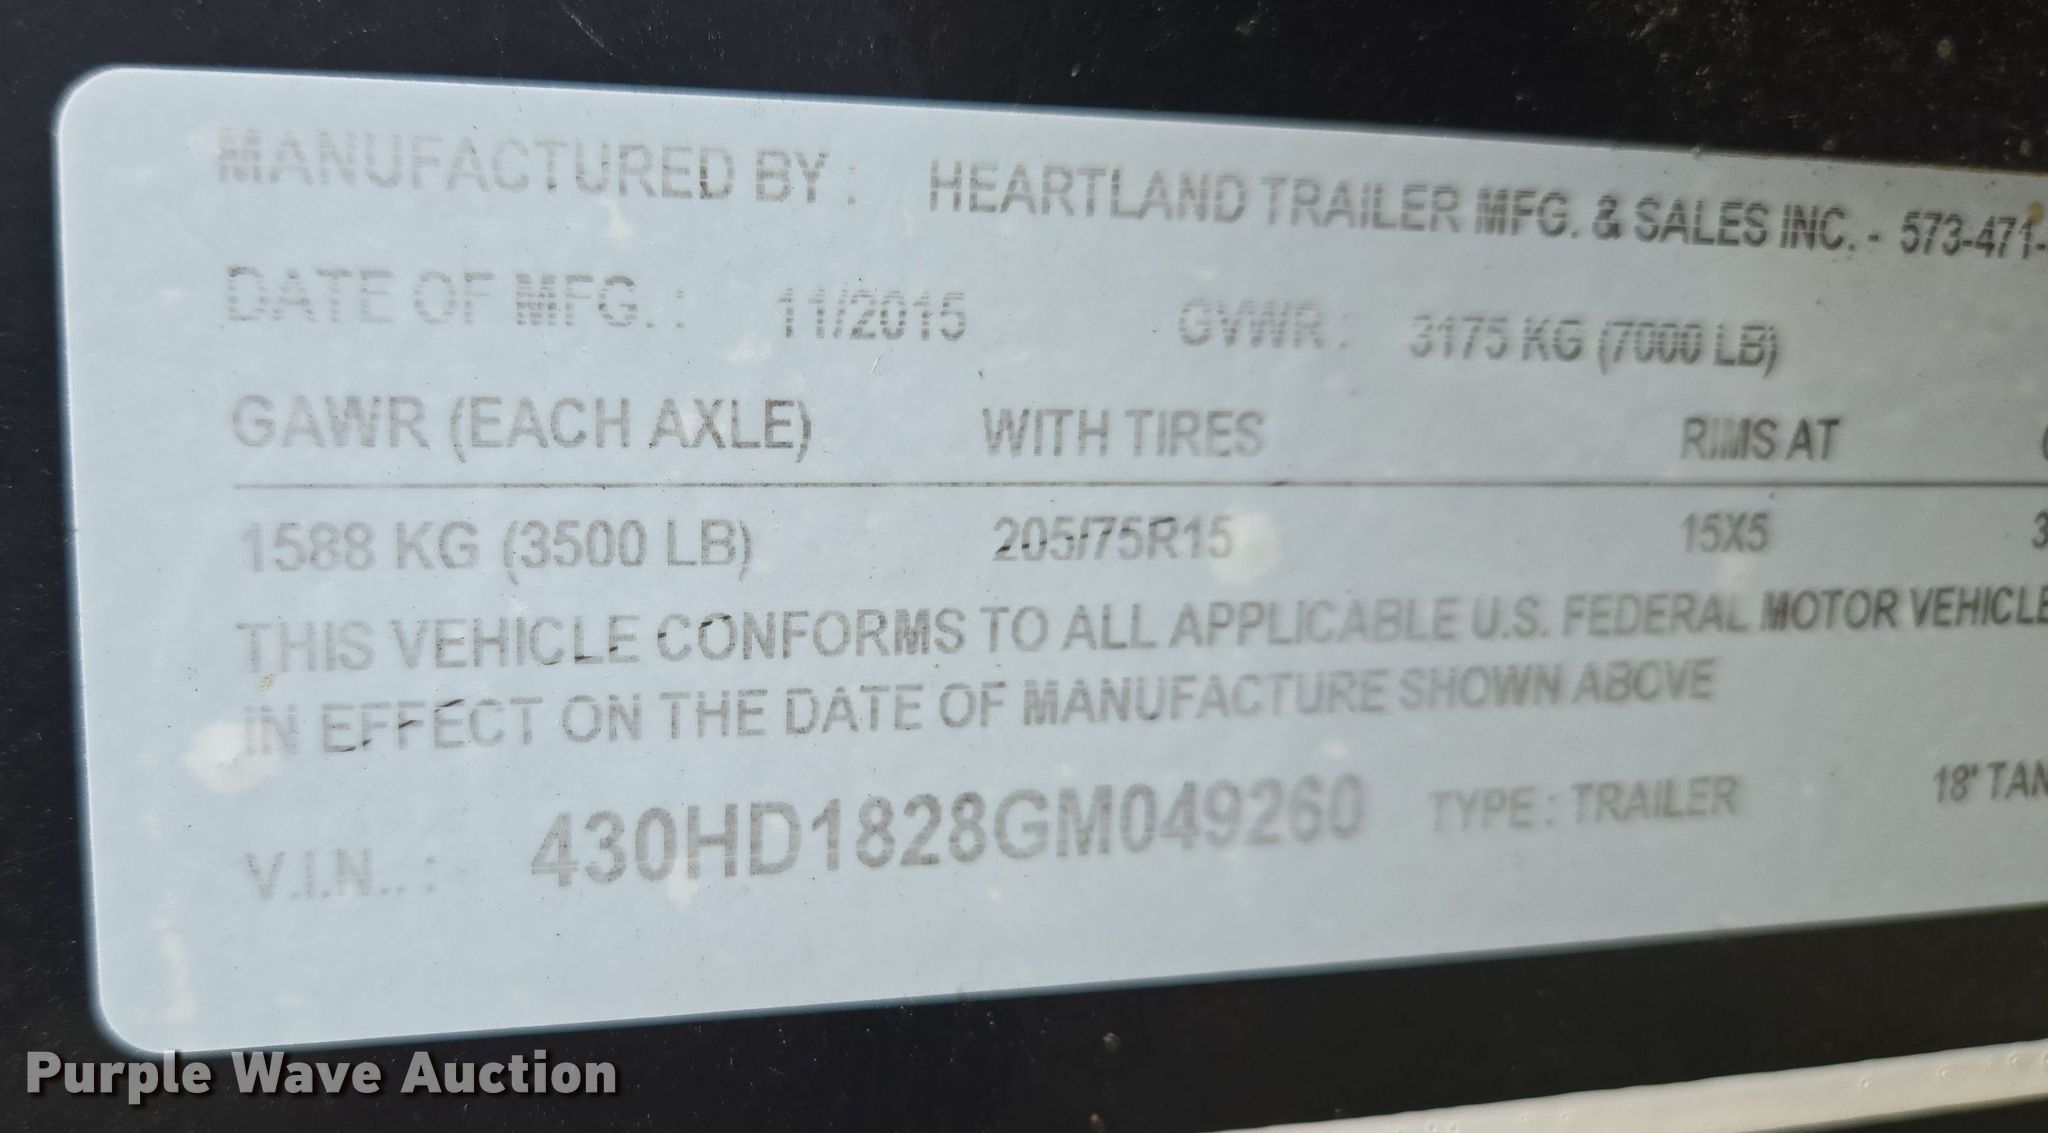 MANUFACTURED BY : HEARTLAND TRAILER MFG. & SALES INC. - 573-471-
DATE OF MFG. : 11/2015 GVWR : 3175 KG (7000 LB)
GAWR (EACH AXLE) WITH TIRES RIMS AT
1588 KG (3500 LB) 205/75R15 15X5 3
THIS VEHICLE CONFORMS TO ALL APPLICABLE U.S. FEDERAL MOTOR VEHICLE
IN EFFECT ON THE DATE OF MANUFACTURE SHOWN ABOVE
V.I.N.. : 430HD1828GM049260 TYPE : TRAILER 18' TAN
Purple Wave Auction